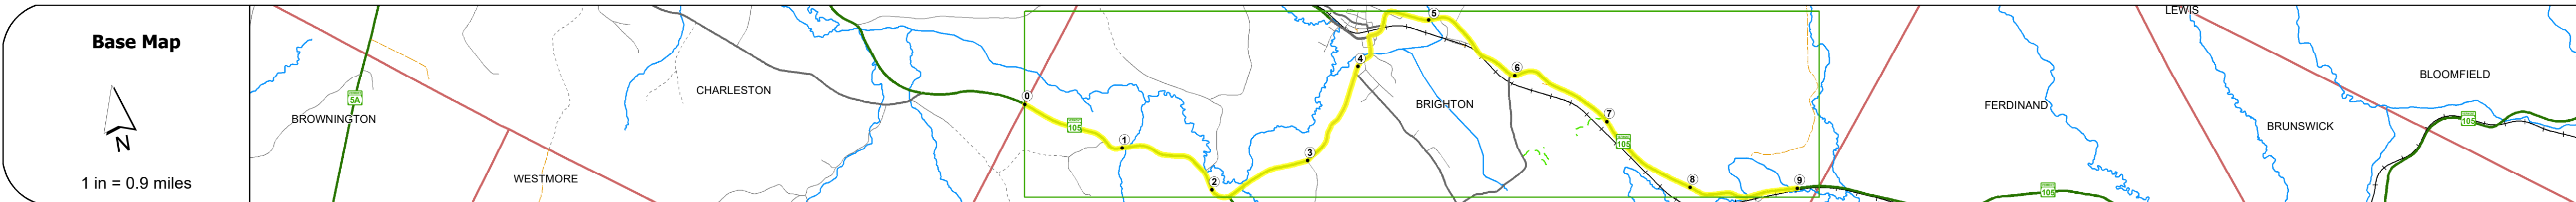 Base Map
N
1 in = 0.9 miles
5A
BROWNINGTON
WESTMORE
CHARLESTON
0
105
1
2
3
4
5
BRIGHTON
6
7
105
8
9
LEWIS
FERDINAND
105
BRUNSWICK
BLOOMFIELD
105